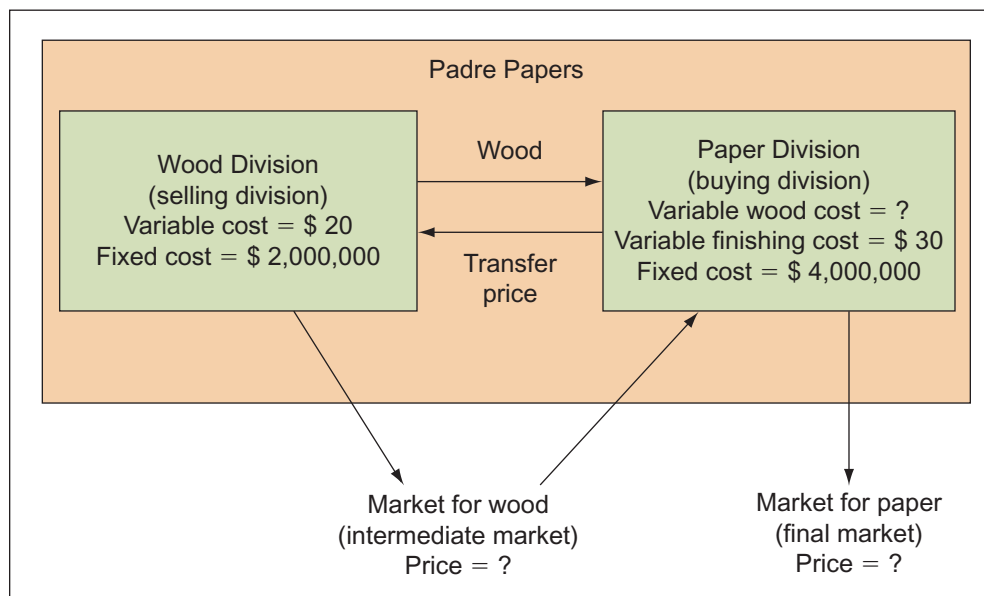 Padre Papers
Wood Division
(selling division)
Variable cost = $ 20
Fixed cost = $ 2,000,000
Wood
Transfer
price
Paper Division
(buying division)
Variable wood cost = ?
Variable finishing cost = $ 30
Fixed cost = $ 4,000,000
Market for wood
(intermediate market)
Price = ?
Market for paper
(final market)
Price = ?